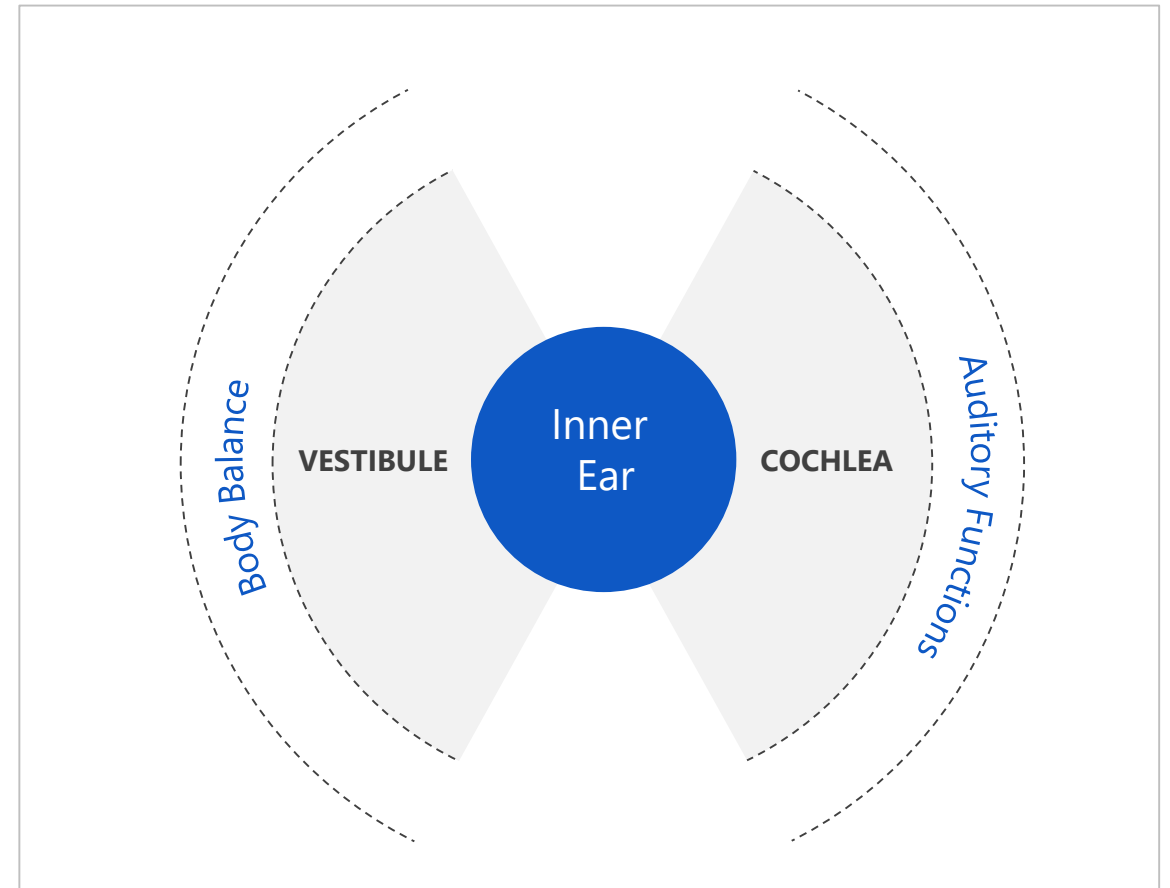 Body Balance
VESTIBULE
Inner
Ear
COCHLEA
Auditory Functions